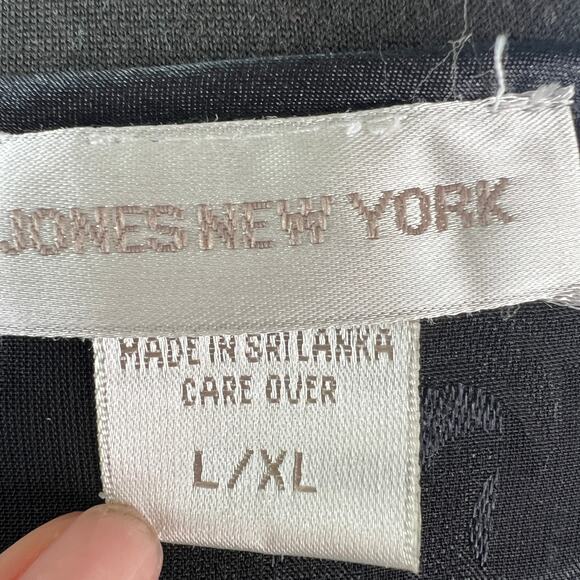 JONES NEW YORK
MADE IN SRI LANKA
CARE OVER
L/XL